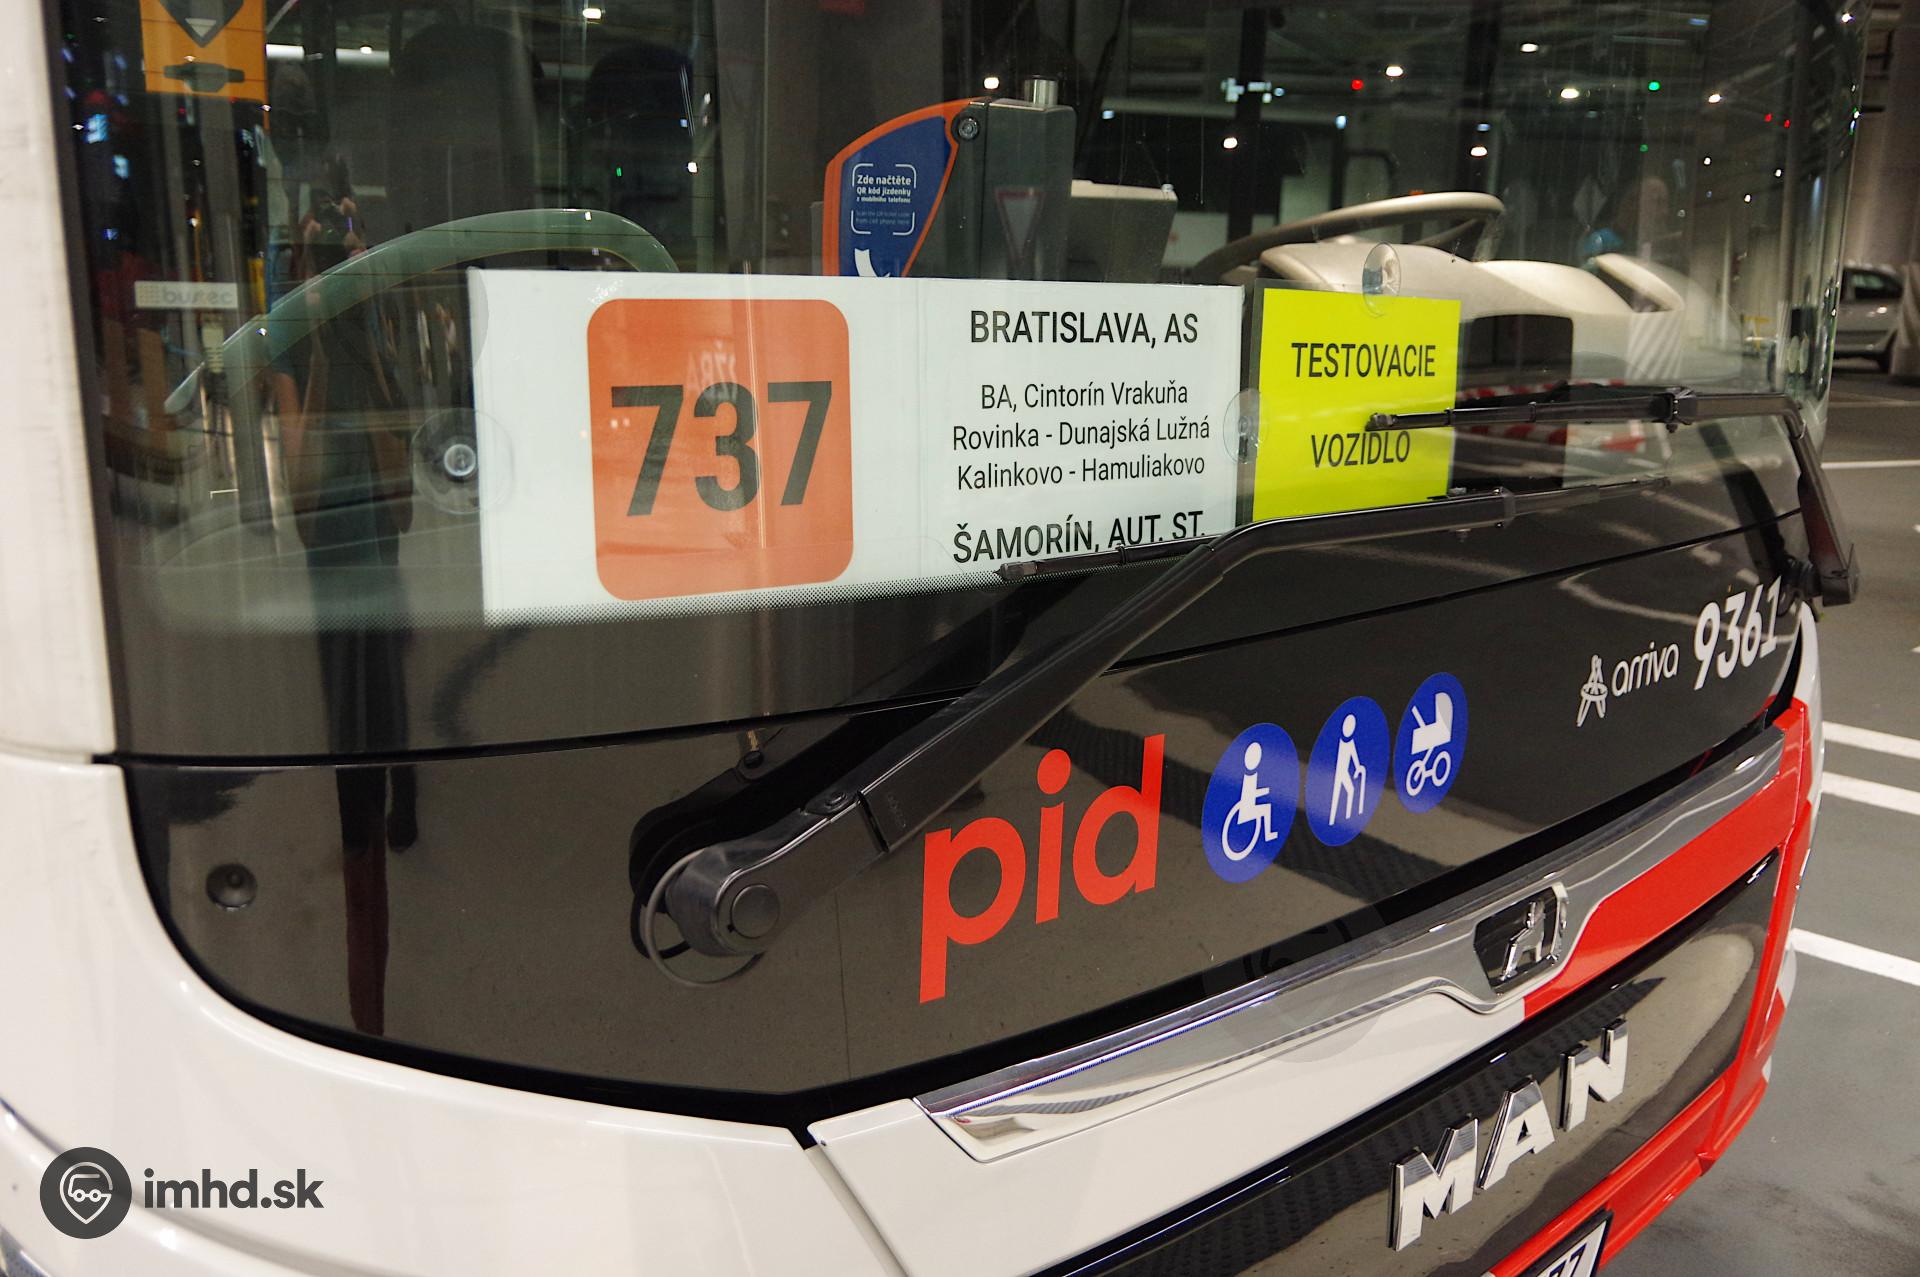 Zde načtěte
QR kód jízdenky
z mobilního telefonu
bustec
737
BRATISLAVA, AS
BA, Cintorín Vrakuňa
Rovinka - Dunajská Lužná
Kalinkovo - Hamuliakovo
ŠAMORÍN, AUT. ST.
TESTOVACIE
VOZIDLO
arriva 9361
pid
MAN
imhd.sk